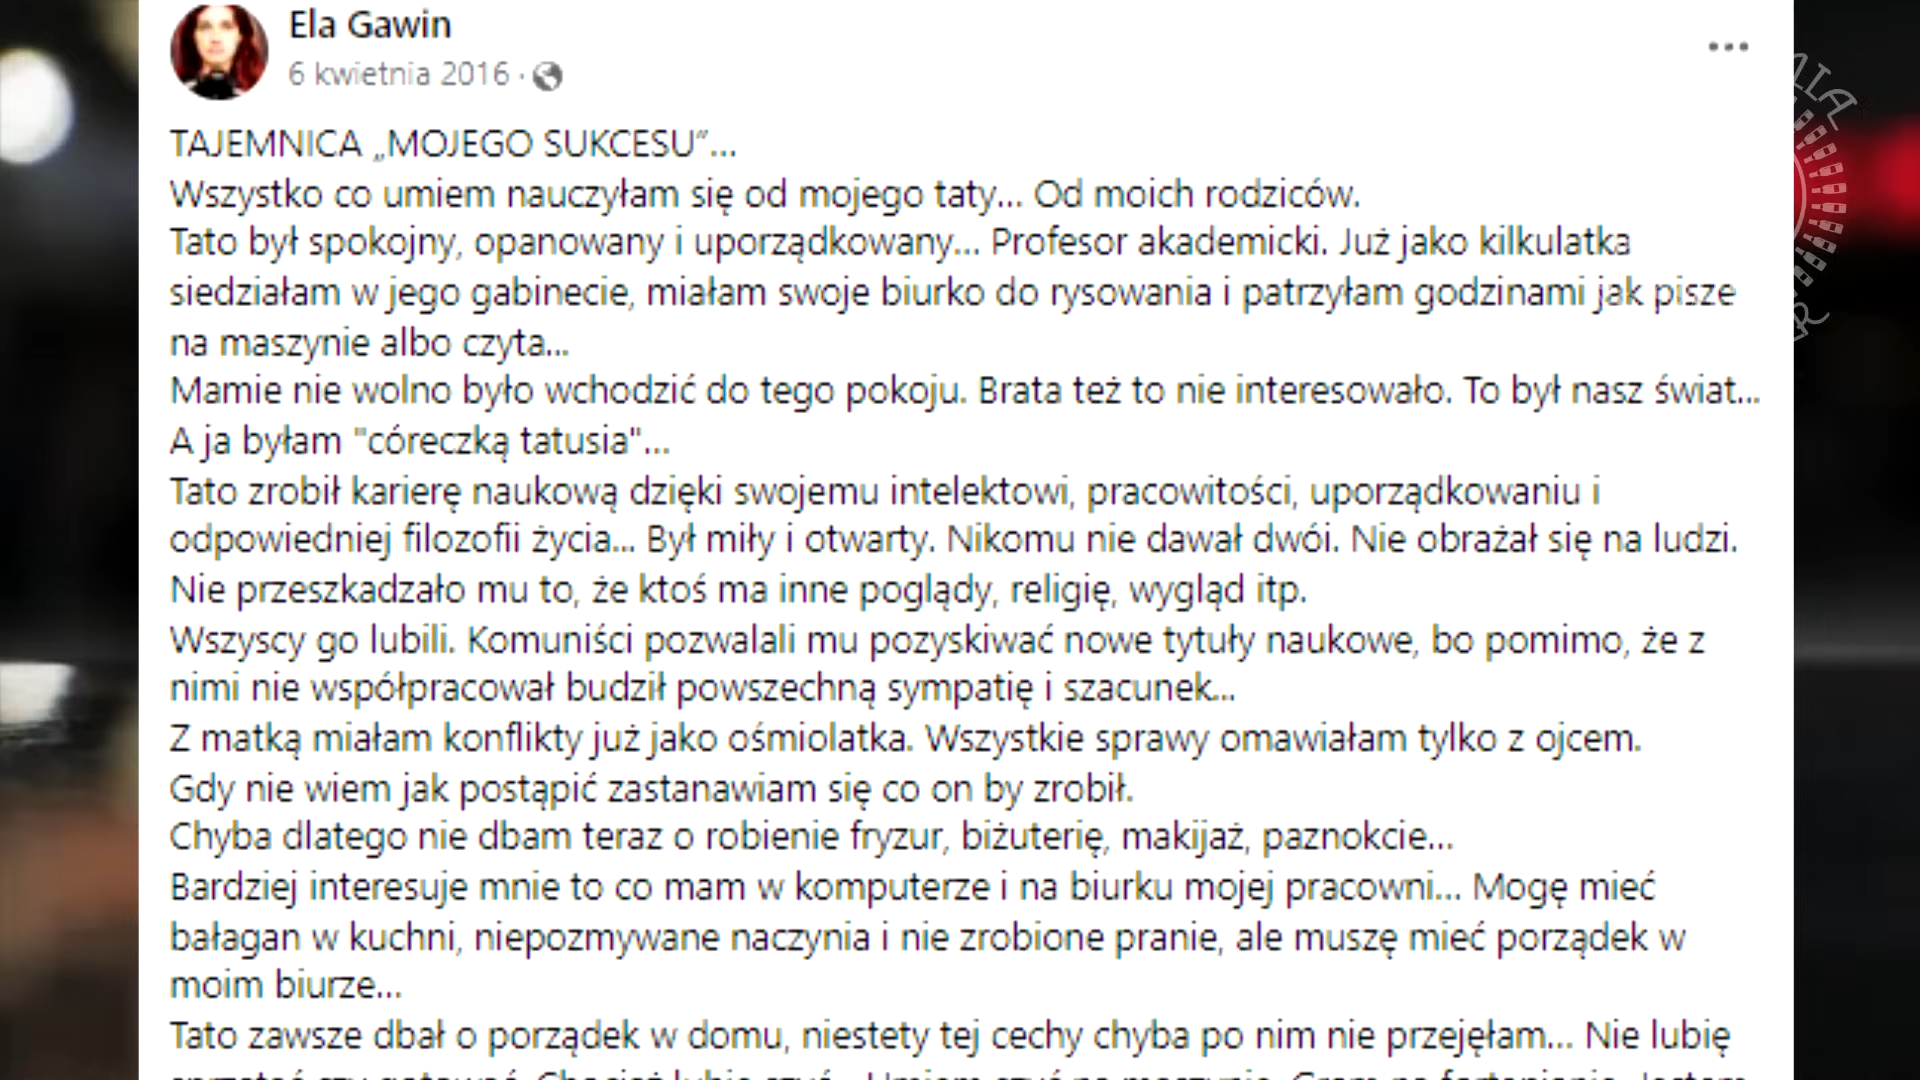 Ela Gawin
6 kwietnia 2016 ·
TAJEMNICA „MOJEGO SUKCESU”...
Wszystko co umiem nauczyłam się od mojego taty... Od moich rodziców.
Tato był spokojny, opanowany i uporządkowany... Profesor akademicki. Już jako kilkulatka
siedziałam w jego gabinecie, miałam swoje biurko do rysowania i patrzyłam godzinami jak pisze
na maszynie albo czyta...
Mamie nie wolno było wchodzić do tego pokoju. Brata też to nie interesowało. To był nasz świat...
A ja byłam "córeczką tatusia"...
Tato zrobił karierę naukową dzięki swojemu intelektowi, pracowitości, uporządkowaniu i
odpowiedniej filozofii życia... Był miły i otwarty. Nikomu nie dawał dwói. Nie obrażał się na ludzi.
Nie przeszkadzało mu to, że ktoś ma inne poglądy, religię, wygląd itp.
Wszyscy go lubili. Komuniści pozwalali mu pozyskiwać nowe tytuły naukowe, bo pomimo, że z
nimi nie współpracował budził powszechną sympatię i szacunek...
Z matką miałam konflikty już jako ośmiolatka. Wszystkie sprawy omawiałam tylko z ojcem.
Gdy nie wiem jak postąpić zastanawiam się co on by zrobił.
Chyba dlatego nie dbam teraz o robienie fryzur, biżuterię, makijaż, paznokcie...
Bardziej interesuje mnie to co mam w komputerze i na biurku mojej pracowni... Mogę mieć
bałagan w kuchni, niepozmywane naczynia i nie zrobione pranie, ale muszę mieć porządek w
moim biurze...
Tato zawsze dbał o porządek w domu, niestety tej cechy chyba po nim nie przejęłam... Nie lubię